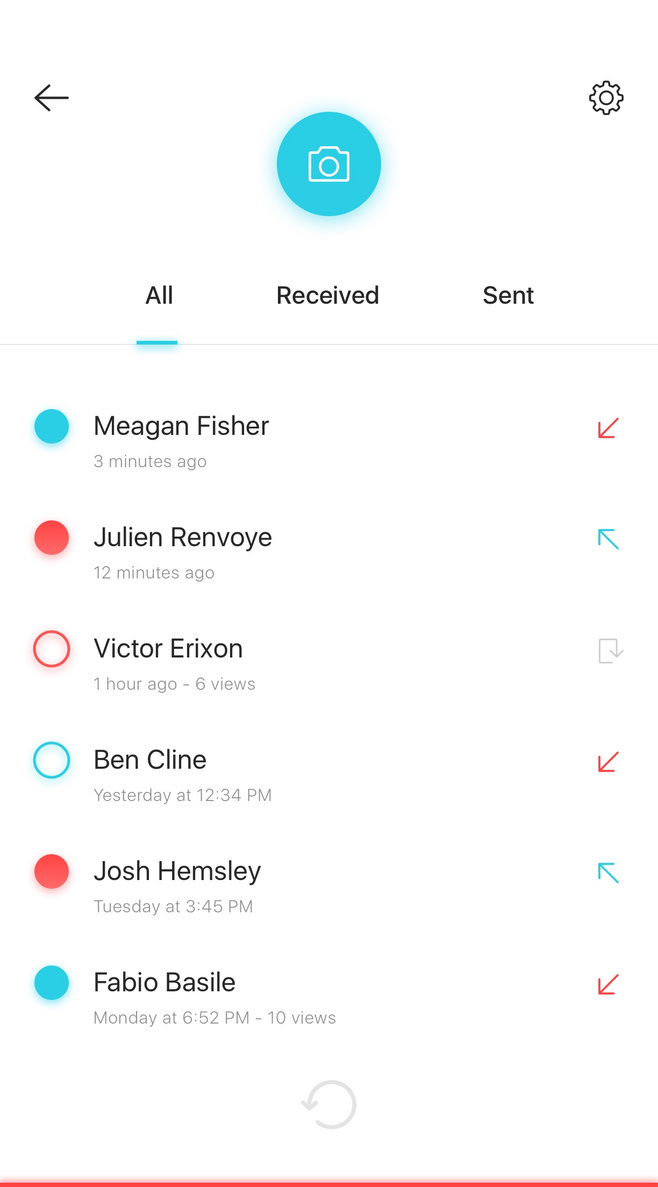 All
Received
Sent
Meagan Fisher
3 minutes ago
Julien Renvoye
12 minutes ago
Victor Erixon
1 hour ago - 6 views
Ben Cline
Yesterday at 12:34 PM
Josh Hemsley
Tuesday at 3:45 PM
Fabio Basile
Monday at 6:52 PM - 10 views